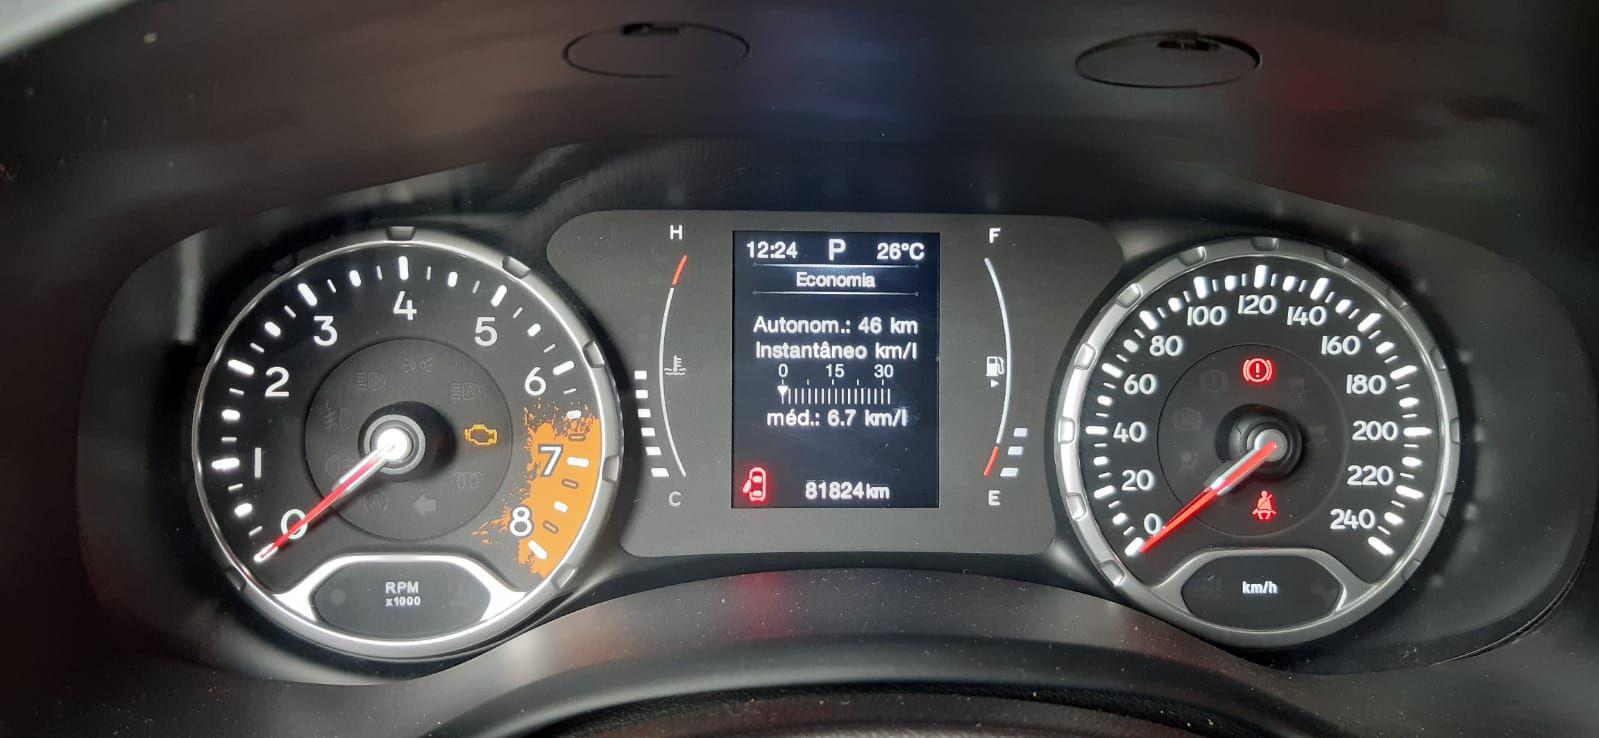 0
1
2
3
4
5
6
7
8
RPM
x1000
H
C
12:24 P 26°C
Economia
Autonom.: 46 km
Instantâneo km/l
0 15 30
méd.: 6.7 km/l
81824km
F
E
0
20
40
60
80
100
120
140
160
180
200
220
240
km/h